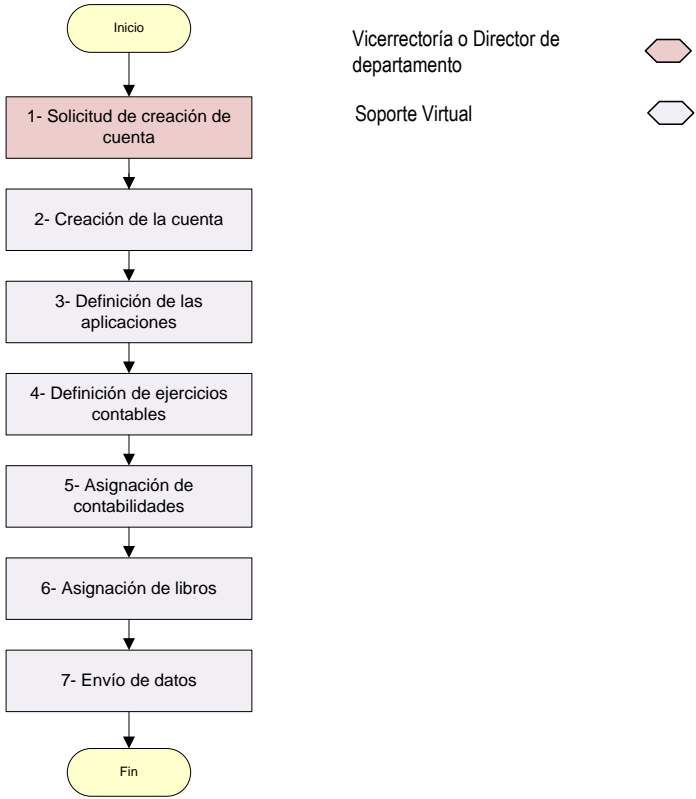 Inicio
1- Solicitud de creación de
cuenta
2- Creación de la cuenta
3- Definición de las
aplicaciones
4- Definición de ejercicios
contables
5- Asignación de
contabilidades
6- Asignación de libros
7- Envío de datos
Fin
Vicerrectoría o Director de
departamento
Soporte Virtual